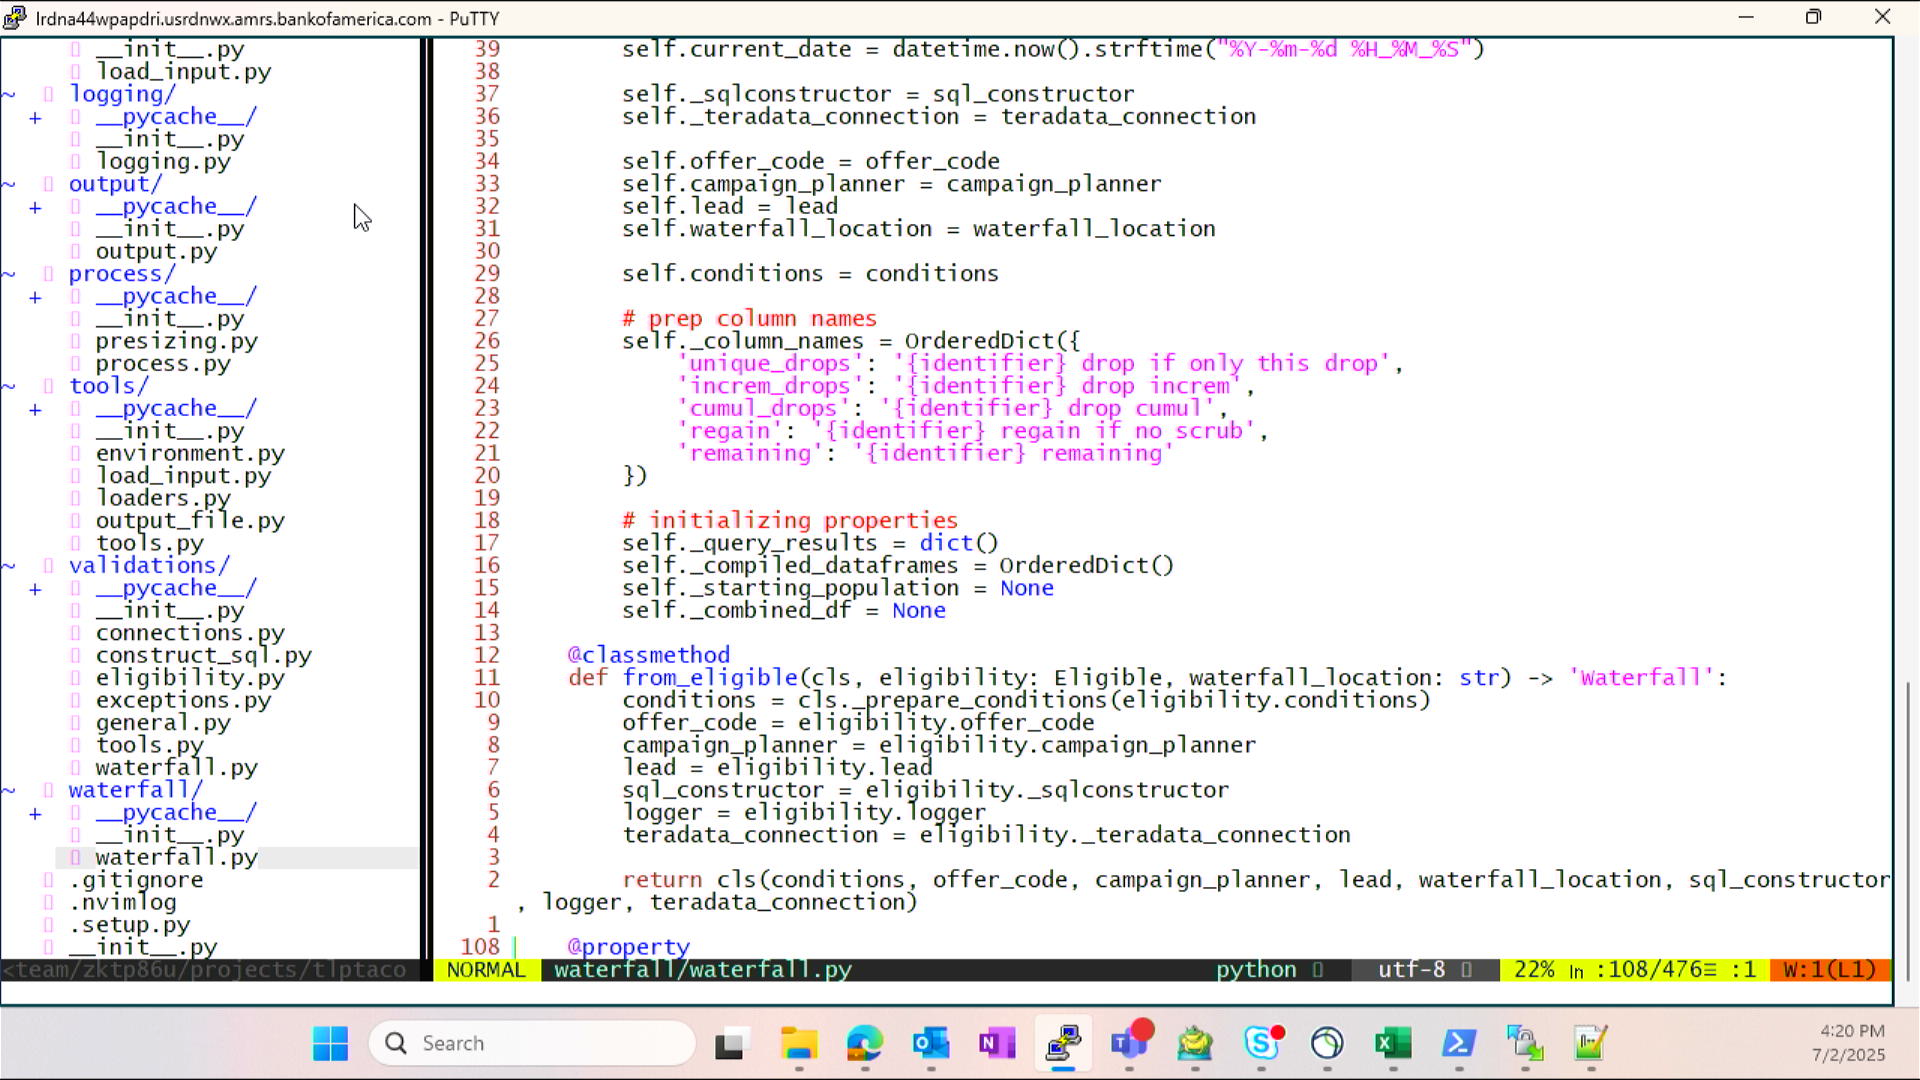 lrdna44wpapdri.usrdnwx.amrs.bankofamerica.com - PuTTY
__init__.py
load_input.py
~ logging/
+ __pycache__/
__init__.py
logging.py
~ output/
+ __pycache__/
__init__.py
output.py
~ process/
+ __pycache__/
__init__.py
presizing.py
process.py
~ tools/
+ __pycache__/
__init__.py
environment.py
load_input.py
loaders.py
output_file.py
tools.py
~ validations/
+ __pycache__/
__init__.py
connections.py
construct_sql.py
eligibility.py
exceptions.py
general.py
tools.py
waterfall.py
~ waterfall/
+ __pycache__/
__init__.py
waterfall.py
.gitignore
.nvimlog
.setup.py
__init__.py
<team/zktp86u/projects/tlptaco
39 self.current_date = datetime.now().strftime("%Y-%m-%d %H_%M_%S")
38
37 self._sqlconstructor = sql_constructor
36 self._teradata_connection = teradata_connection
35
34 self.offer_code = offer_code
33 self.campaign_planner = campaign_planner
32 self.lead = lead
31 self.waterfall_location = waterfall_location
30
29 self.conditions = conditions
28
27 # prep column names
26 self._column_names = OrderedDict({
25 'unique_drops': '{identifier} drop if only this drop',
24 'increm_drops': '{identifier} drop increm',
23 'cumul_drops': '{identifier} drop cumul',
22 'regain': '{identifier} regain if no scrub',
21 'remaining': '{identifier} remaining'
20 })
19
18 # initializing properties
17 self._query_results = dict()
16 self._compiled_dataframes = OrderedDict()
15 self._starting_population = None
14 self._combined_df = None
13
12 @classmethod
11 def from_eligible(cls, eligibility: Eligible, waterfall_location: str) -> 'Waterfall':
10 conditions = cls._prepare_conditions(eligibility.conditions)
9 offer_code = eligibility.offer_code
8 campaign_planner = eligibility.campaign_planner
7 lead = eligibility.lead
6 sql_constructor = eligibility._sqlconstructor
5 logger = eligibility.logger
4 teradata_connection = eligibility._teradata_connection
3
2 return cls(conditions, offer_code, campaign_planner, lead, waterfall_location, sql_constructor
, logger, teradata_connection)
1
108 @property
NORMAL waterfall/waterfall.py python utf-8 22% ln :108/476≡ :1 W:1(L1)
Search
4:20 PM
7/2/2025